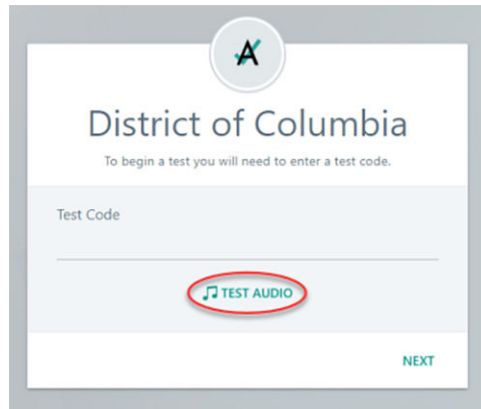 District of Columbia
To begin a test you will need to enter a test code.
Test Code
TEST AUDIO
NEXT